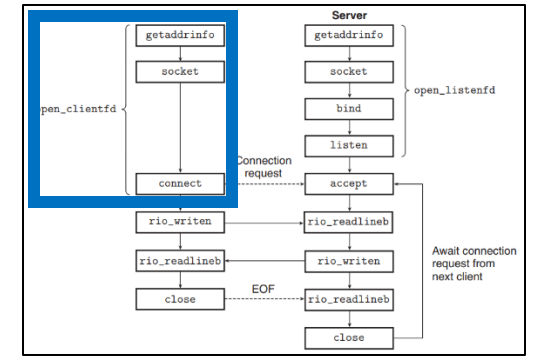 Server
getaddrinfo
getaddrinfo
socket
socket
pen_clientfd
open_listenfd
bind
listen
Connection
request
connect
accept
rio_writen
rio_readlineb
rio_readlineb
rio_writen
Await connection
request from
next client
EOF
close
rio_readlineb
close